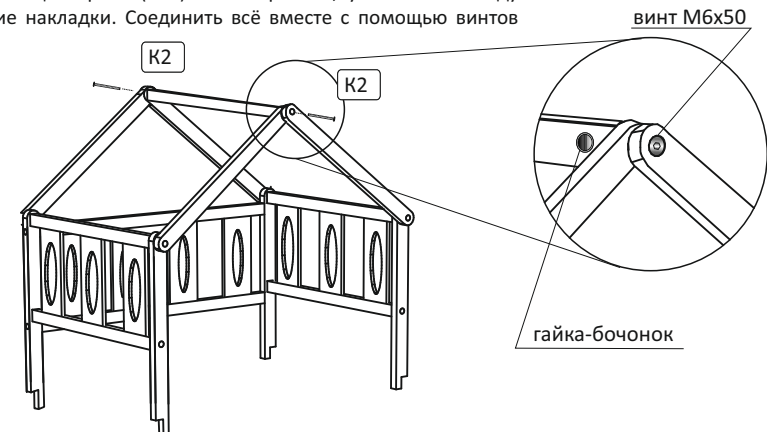 ие накладки. Соединить всё вместе с помощью винтов
винт М6х50
К2
К2
гайка-бочонок